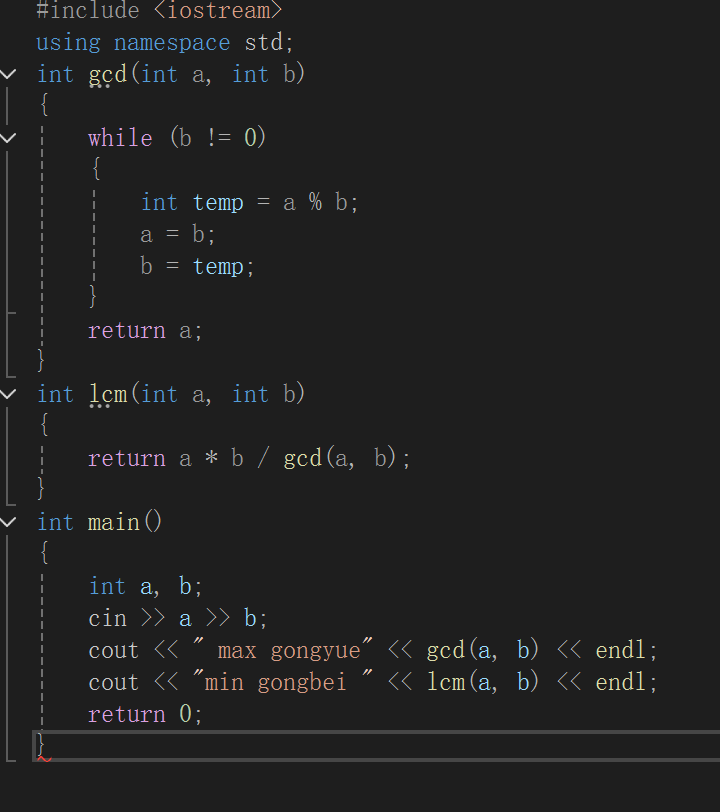 #include <iostream>
using namespace std;
int gcd(int a, int b)
{
while (b != 0)
{
int temp = a % b;
a = b;
b = temp;
}
return a;
}
int lcm(int a, int b)
{
return a * b / gcd(a, b);
}
int main()
{
int a, b;
cin >> a >> b;
cout << " max gongyue" << gcd(a, b) << endl;
cout << "min gongbei " << lcm(a, b) << endl;
return 0;
}